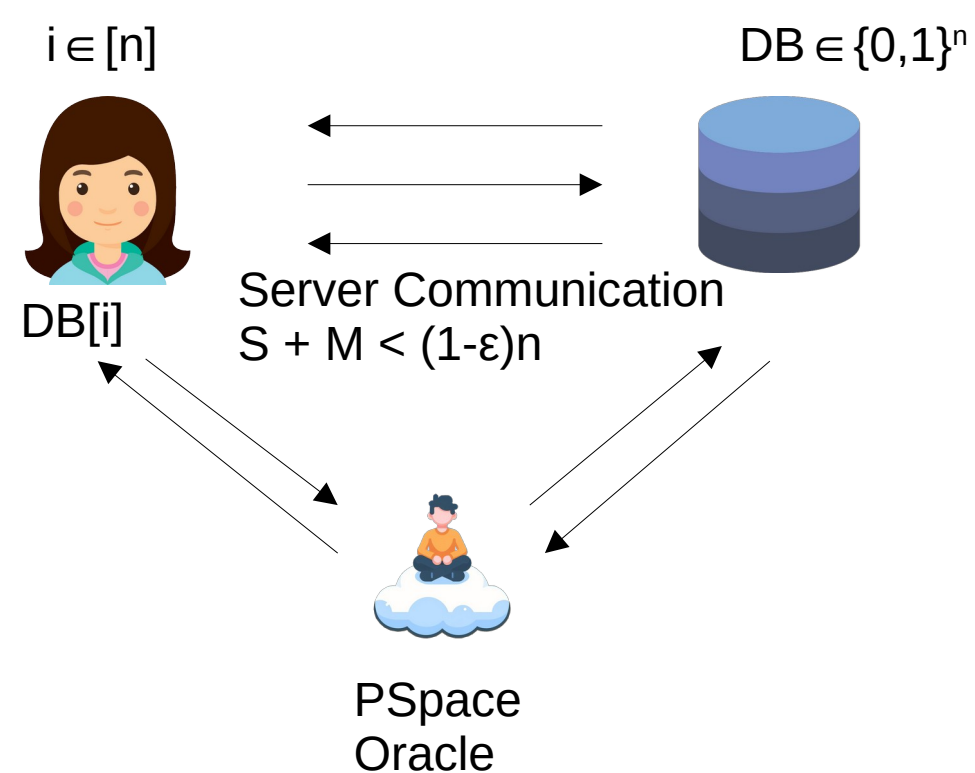 i ∈ [n]
DB ∈ {0,1}ⁿ
Server Communication
S + M < (1-ε)n
DB[i]
PSpace
Oracle